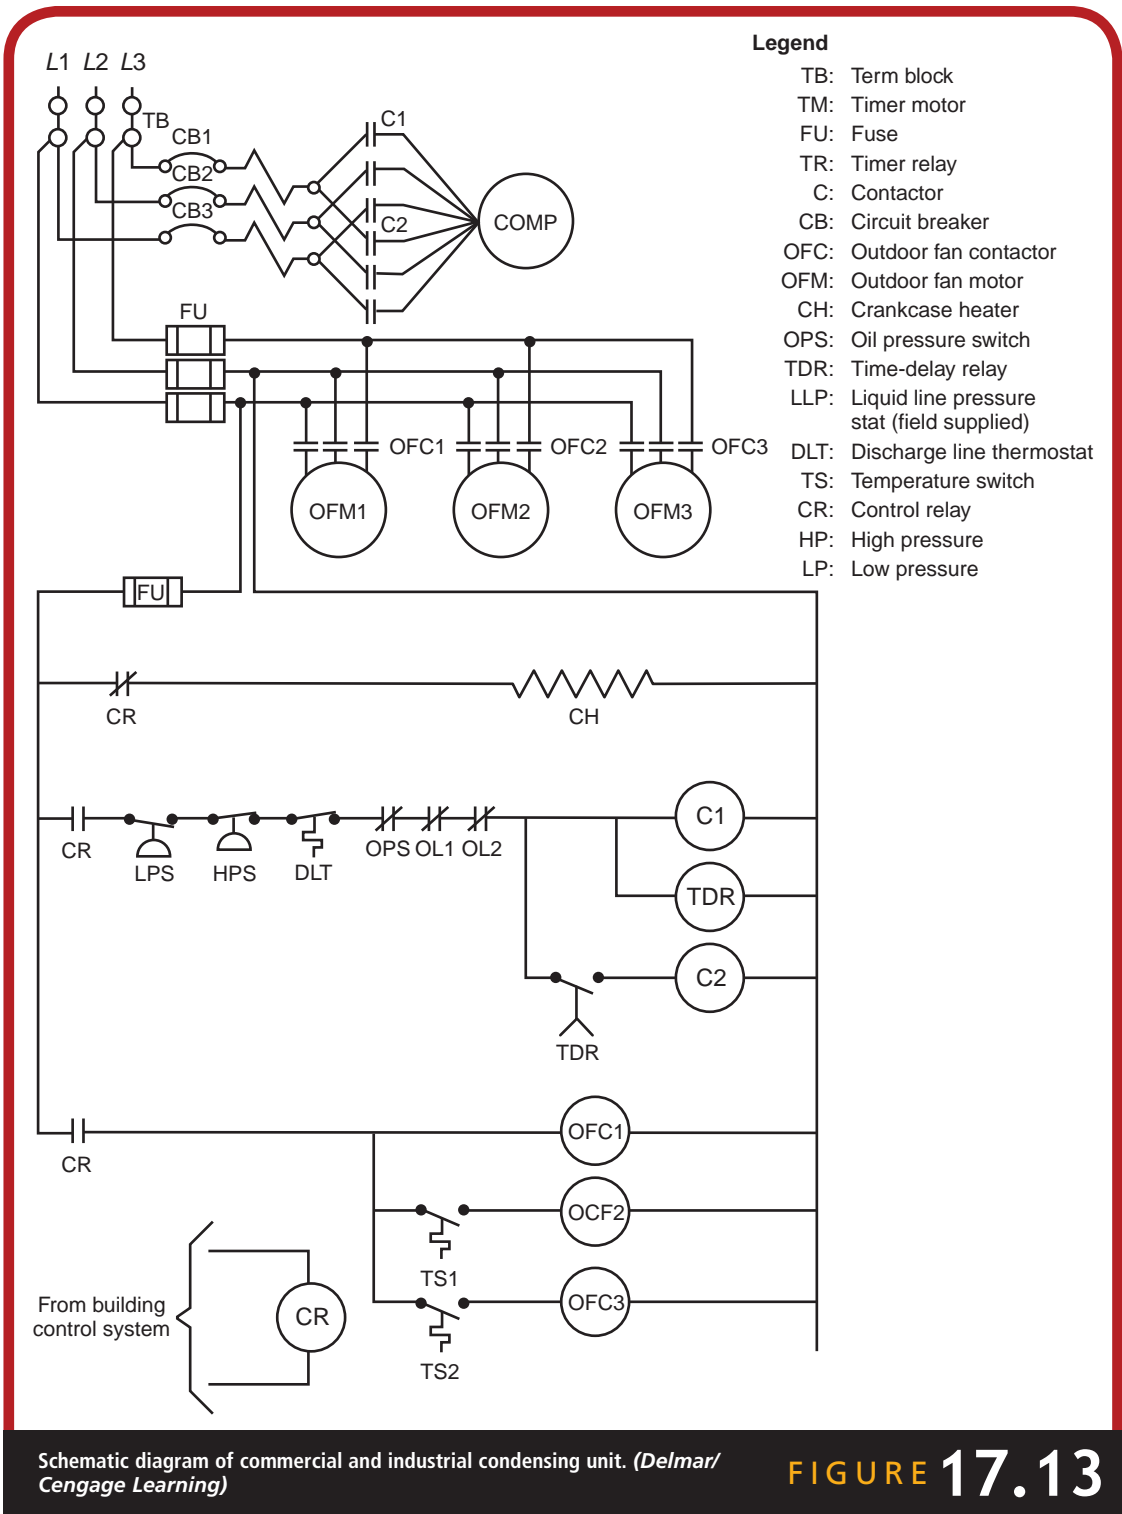 Legend
L1 L2 L3
TB: Term block
TM: Timer motor
FU: Fuse
TR: Timer relay
C: Contactor
CB: Circuit breaker
OFC: Outdoor fan contactor
OFM: Outdoor fan motor
CH: Crankcase heater
OPS: Oil pressure switch
TDR: Time-delay relay
LLP: Liquid line pressure
stat (field supplied)
DLT: Discharge line thermostat
TS: Temperature switch
CR: Control relay
HP: High pressure
LP: Low pressure
TB
CB1
CB2
CB3
C1
C2
COMP
FU
OFC1
OFC2
OFC3
OFM1
OFM2
OFM3
FU
CR
CH
CR
LPS
HPS
DLT
OPS OL1 OL2
C1
TDR
C2
TDR
CR
OFC1
OCF2
TS1
OFC3
TS2
From building
control system
CR
Schematic diagram of commercial and industrial condensing unit. (Delmar/
Cengage Learning)
FIGURE 17.13